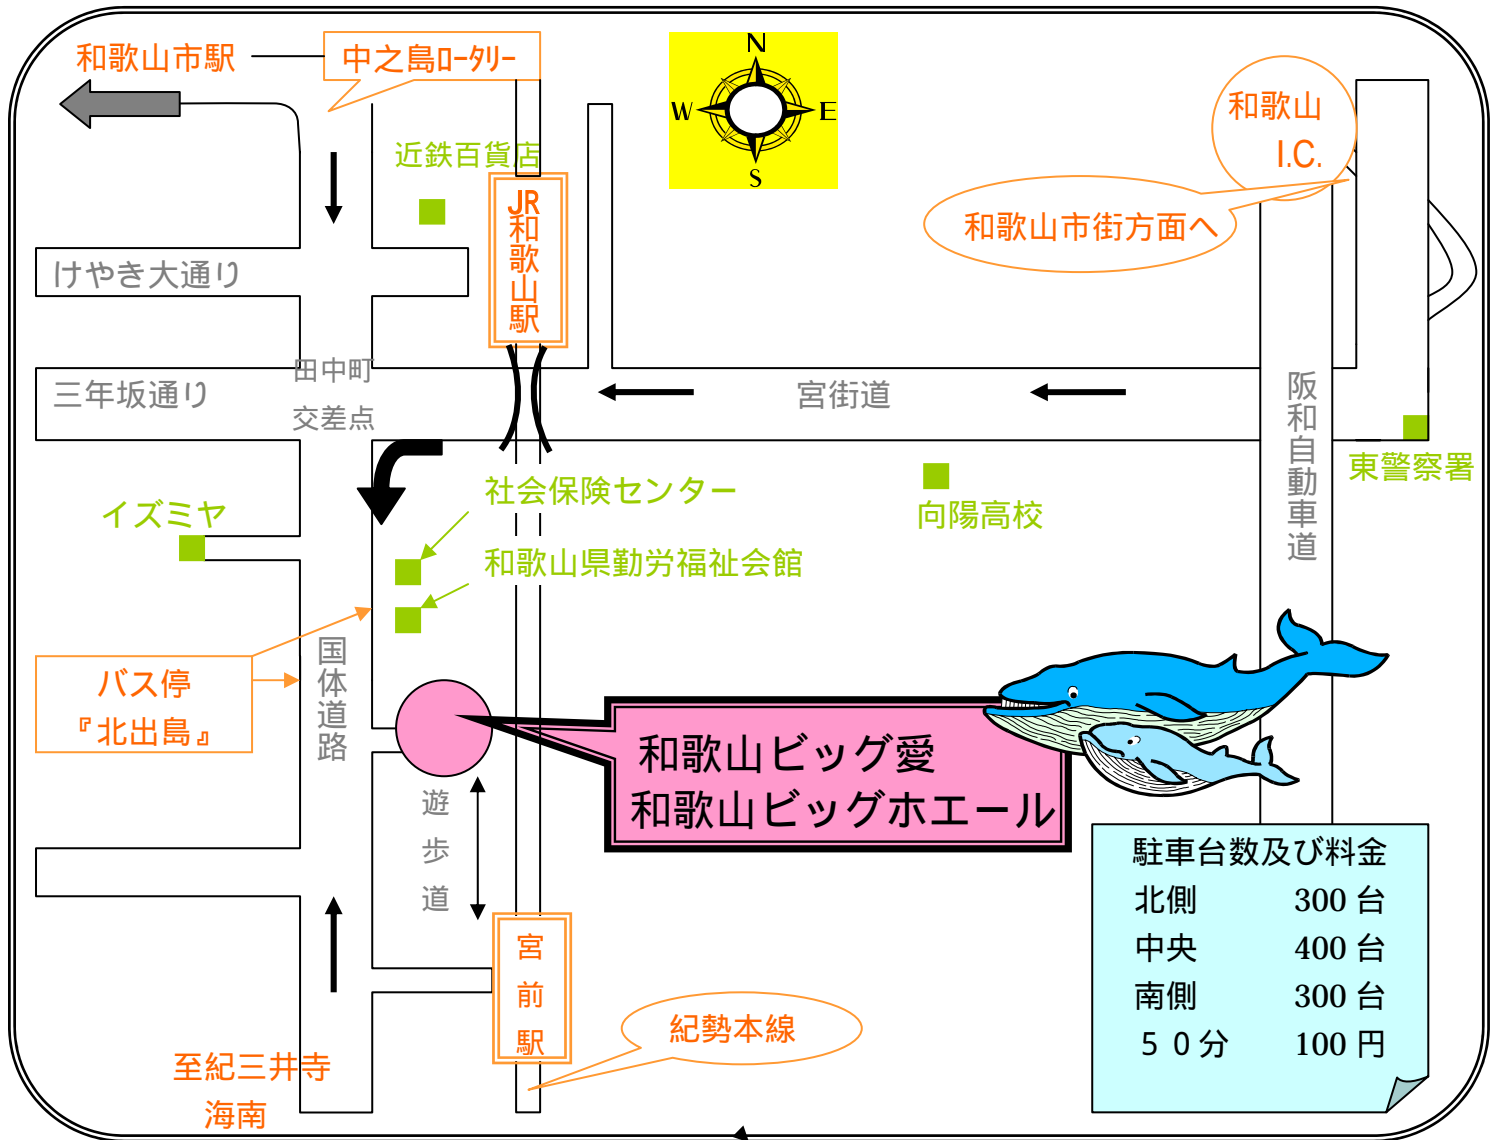 和歌山市駅
中之島ロータリー
N
W
E
S
近鉄百貨店
JR和歌山駅
和歌山
I.C.
和歌山市街方面へ
けやき大通り
田中町
交差点
三年坂通り
宮街道
阪和自動車道
東警察署
イズミヤ
社会保険センター
向陽高校
和歌山県勤労福祉会館
国体道路
バス停
『北出島』
和歌山ビッグ愛
和歌山ビッグホエール
遊歩道
駐車台数及び料金
北側 300 台
中央 400 台
南側 300 台
５０分 100 円
宮前駅
紀勢本線
至紀三井寺
海南